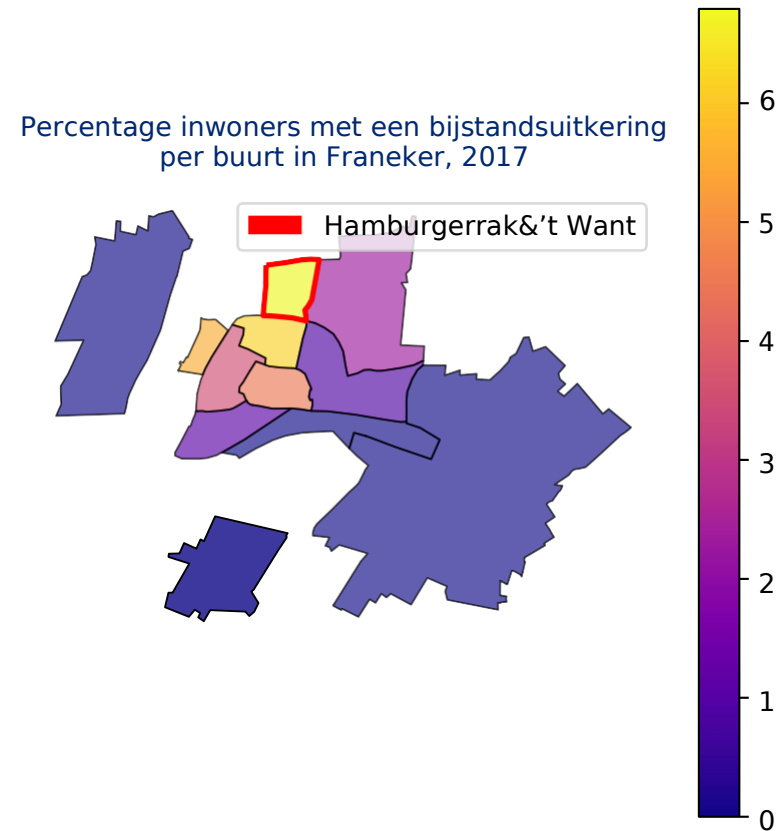 Percentage inwoners met een bijstandsuitkering
per buurt in Franeker, 2017
Hamburgerrak&’t Want
6
5
4
3
2
1
0